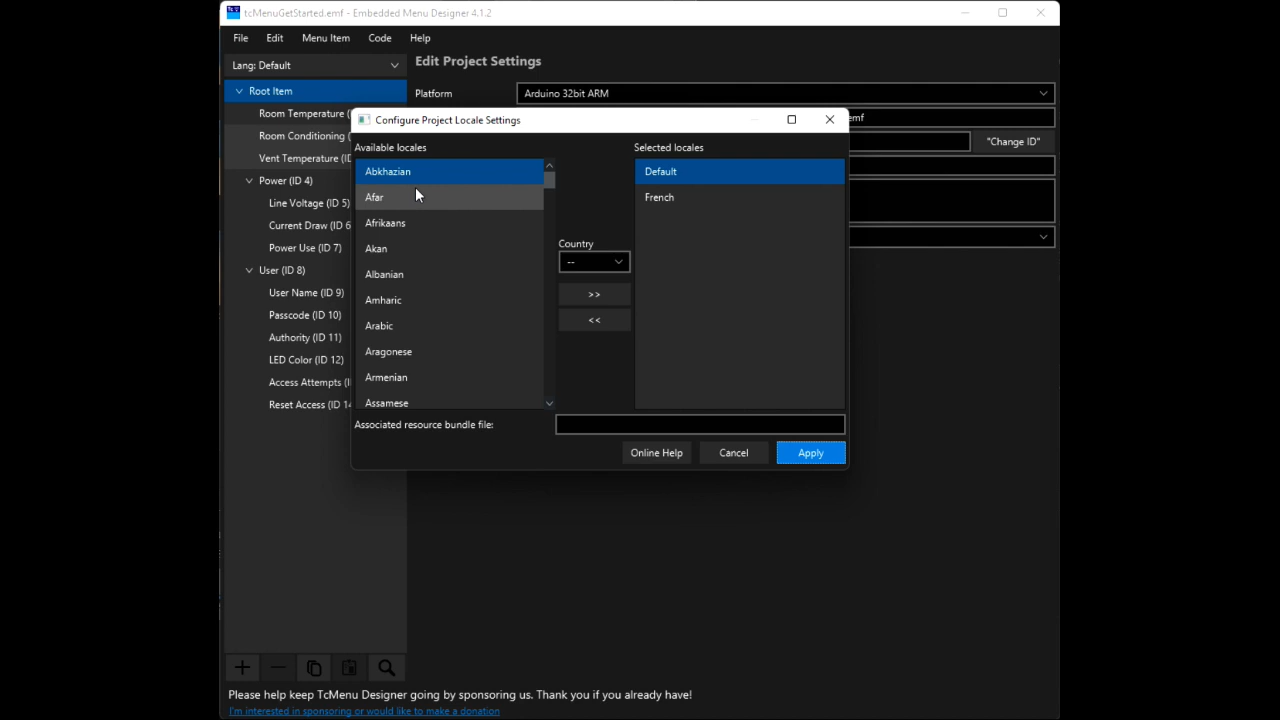 tcMenuGetStarted.emf - Embedded Menu Designer 4.1.2
File Edit Menu Item Code Help
Lang: Default
Edit Project Settings
Root Item
Platform
Arduino 32bit ARM
Room Temperature (
Configure Project Locale Settings
emf
Room Conditioning (
"Change ID"
Available locales
Selected locales
Vent Temperature (ID
Abkhazian
Default
Power (ID 4)
Afar
French
Line Voltage (ID 5)
Afrikaans
Current Draw (ID 6
Country
Power Use (ID 7)
Akan
--
User (ID 8)
Albanian
User Name (ID 9)
Amharic
>>
Passcode (ID 10)
Arabic
<<
Authority (ID 11)
Aragonese
LED Color (ID 12)
Armenian
Access Attempts (I
Reset Access (ID 14
Assamese
Associated resource bundle file:
Online Help
Cancel
Apply
Please help keep TcMenu Designer going by sponsoring us. Thank you if you already have!
I'm interested in sponsoring or would like to make a donation